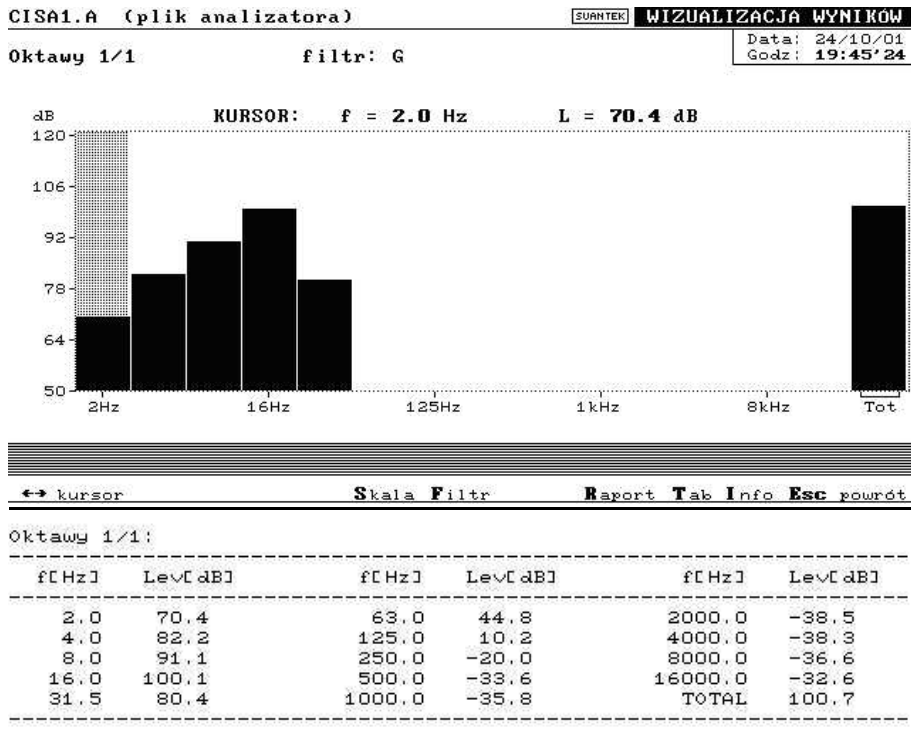 CISA1.A (plik analizatora) SVANTEK WIZUALIZACJA WYNIKÓW
Oktawy 1/1 filtr: G Data: 24/10/01
Godz: 19:45'24
dB KURSOR: f = 2.0 Hz L = 70.4 dB
120
106
92
78
64
50
2Hz 16Hz 125Hz 1kHz 8kHz Tot
↔ kursor Skala Filtr Raport Tab Info Esc powrót
Oktawy 1/1:
f[Hz] Lev[dB] f[Hz] Lev[dB] f[Hz] Lev[dB]
2.0 70.4 63.0 44.8 2000.0 -38.5
4.0 82.2 125.0 10.2 4000.0 -38.3
8.0 91.1 250.0 -20.0 8000.0 -36.6
16.0 100.1 500.0 -33.6 16000.0 -32.6
31.5 80.4 1000.0 -35.8 TOTAL 100.7